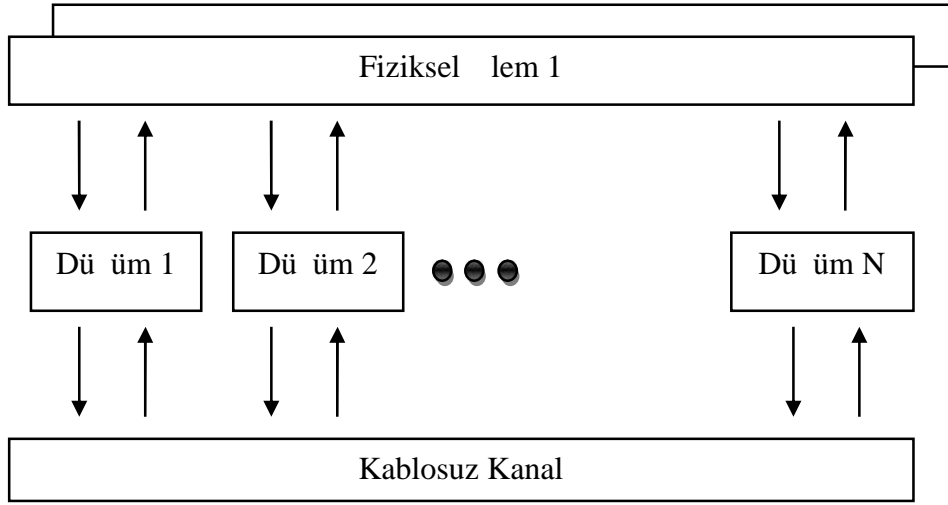 Fiziksel lem 1
Dü üm 1
Dü üm 2
Dü üm N
Kablosuz Kanal